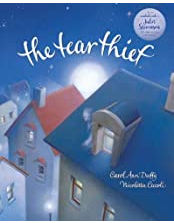 the tear thief
Carol Ann Duffy
Nicoletta Ceccoli